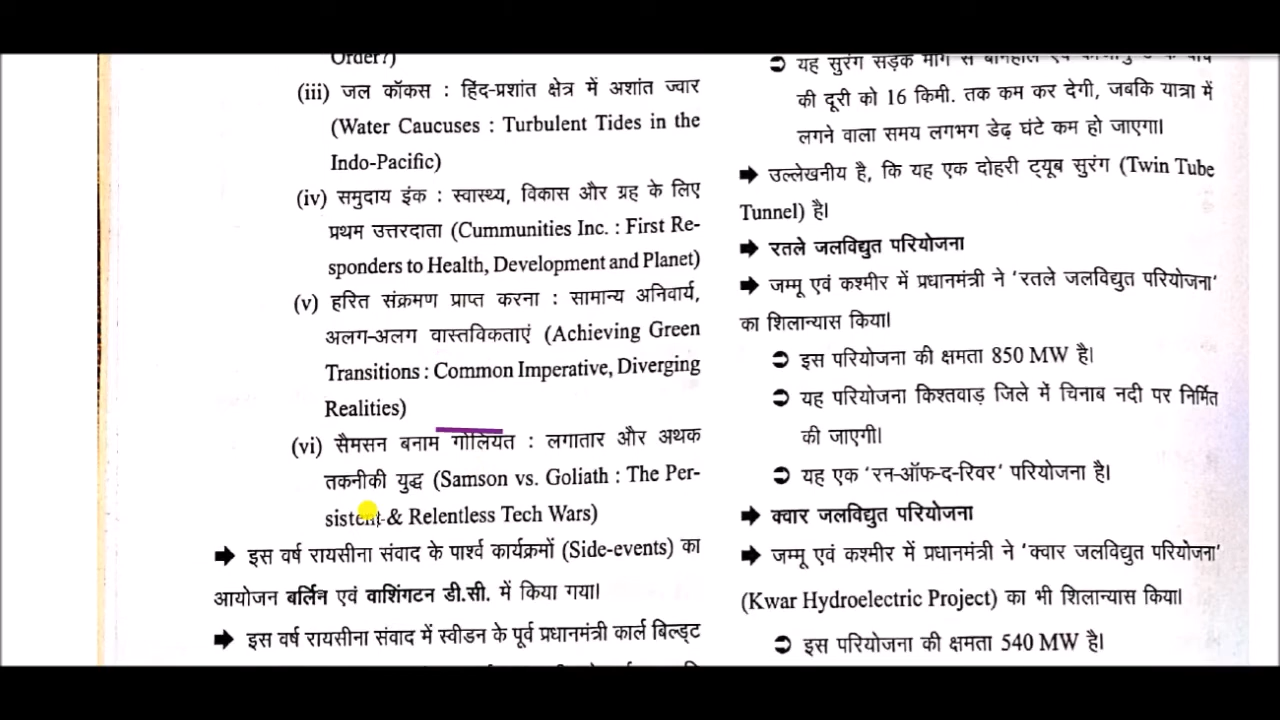 Order?)
(iii) जल कॉकस : हिंद-प्रशांत क्षेत्र में अशांत ज्वार
(Water Caucuses : Turbulent Tides in the
Indo-Pacific)
(iv) समुदाय इंक : स्वास्थ्य, विकास और ग्रह के लिए
प्रथम उत्तरदाता (Cummunities Inc. : First Re-
sponders to Health, Development and Planet)
(v) हरित संक्रमण प्राप्त करना : सामान्य अनिवार्य,
अलग-अलग वास्तविकताएं (Achieving Green
Transitions : Common Imperative, Diverging
Realities)
(vi) सैमसन बनाम गोलियत : लगातार और अथक
तकनीकी युद्ध (Samson vs. Goliath : The Per-
sistent & Relentless Tech Wars)
➡ इस वर्ष रायसीना संवाद के पार्श्व कार्यक्रमों (Side-events) का
आयोजन बर्लिन एवं वाशिंगटन डी.सी. में किया गया।
➡ इस वर्ष रायसीना संवाद में स्वीडन के पूर्व प्रधानमंत्री कार्ल बिल्ड्ट
➲ यह सुरंग सड़क मार्ग से
की दूरी को 16 किमी. तक कम कर देगी, जबकि यात्रा में
लगने वाला समय लगभग डेढ़ घंटे कम हो जाएगा।
➡ उल्लेखनीय है, कि यह एक दोहरी ट्यूब सुरंग (Twin Tube
Tunnel) है।
➡ रतले जलविद्युत परियोजना
➡ जम्मू एवं कश्मीर में प्रधानमंत्री ने ‘रतले जलविद्युत परियोजना’
का शिलान्यास किया।
➲ इस परियोजना की क्षमता 850 MW है।
➲ यह परियोजना किश्तवाड़ जिले में चिनाब नदी पर निर्मित
की जाएगी।
➲ यह एक ‘रन-ऑफ-द-रिवर’ परियोजना है।
➡ क्वार जलविद्युत परियोजना
➡ जम्मू एवं कश्मीर में प्रधानमंत्री ने ‘क्वार जलविद्युत परियोजना’
(Kwar Hydroelectric Project) का भी शिलान्यास किया।
➲ इस परियोजना की क्षमता 540 MW है।